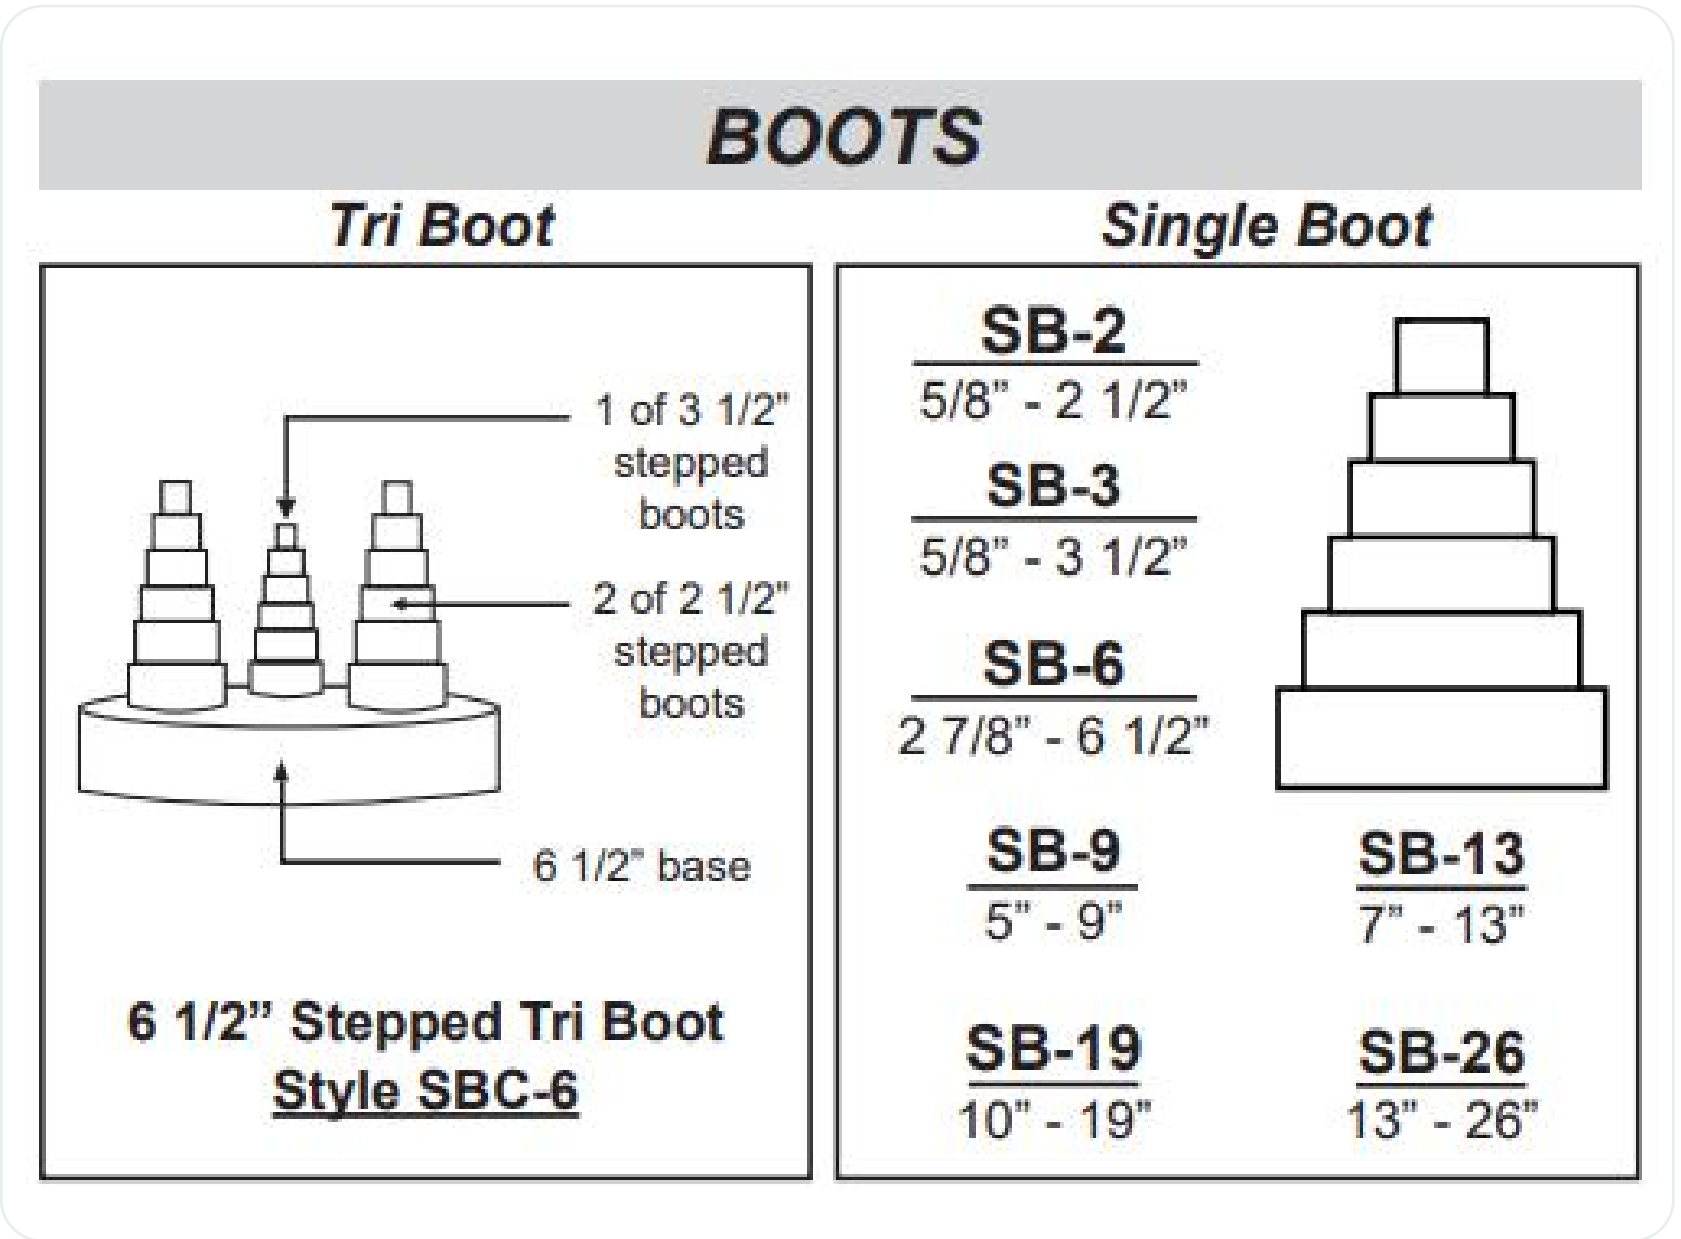 BOOTS
Tri Boot
1 of 3 1/2”
stepped
boots
2 of 2 1/2”
stepped
boots
6 1/2” base
6 1/2” Stepped Tri Boot
Style SBC-6
Single Boot
SB-2
5/8” - 2 1/2”
SB-3
5/8” - 3 1/2”
SB-6
2 7/8” - 6 1/2”
SB-9
5” - 9”
SB-13
7” - 13”
SB-19
10” - 19”
SB-26
13” - 26”